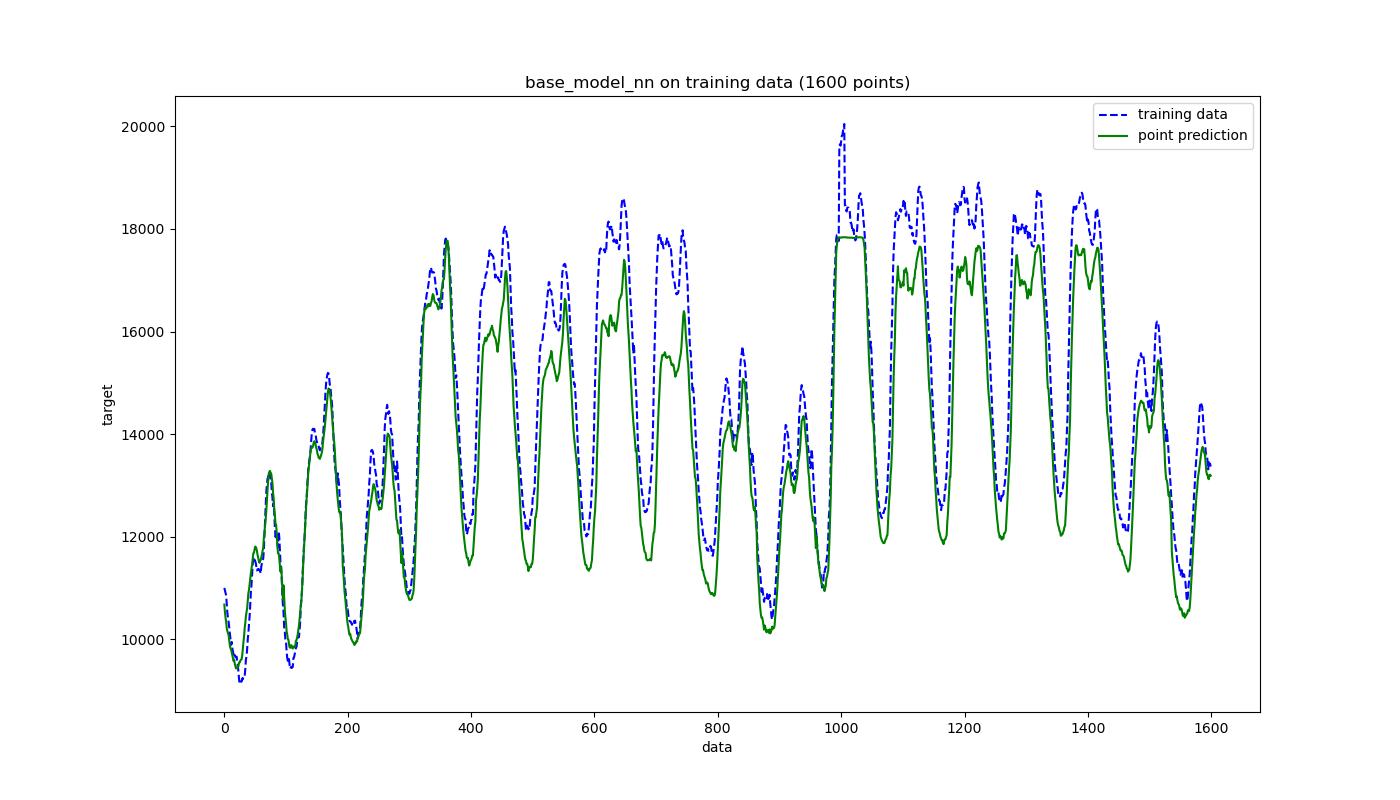 base_model_nn on training data (1600 points)
training data
point prediction
20000
18000
16000
14000
12000
10000
target
0 200 400 600 800 1000 1200 1400 1600
data